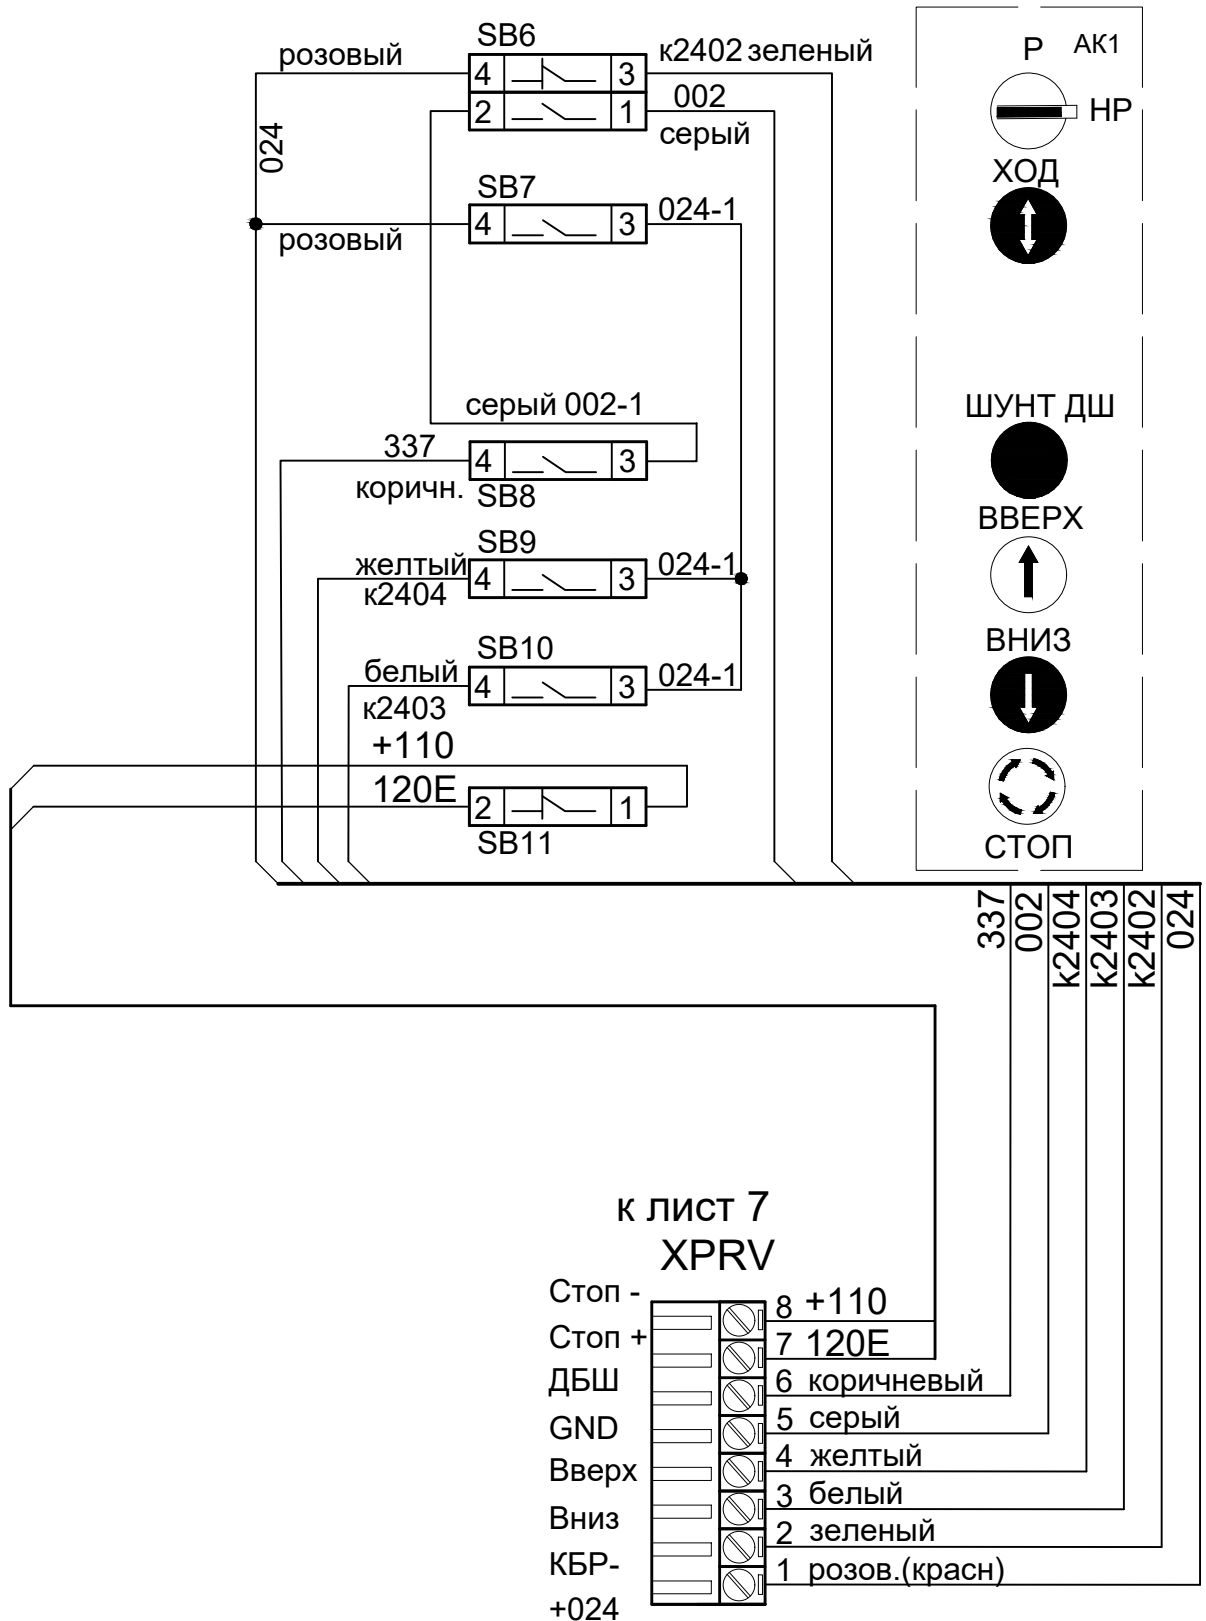 SB6
розовый
4
3
к2402 зеленый
2
1
002
серый
024
SB7
4
3
024-1
розовый
серый 002-1
337
4
3
коричн.
SB8
SB9
желтый
4
3
024-1
к2404
SB10
белый
4
3
024-1
к2403
+110
120Е
2
1
SB11
Р
АК1
НР
ХОД
ШУНТ ДШ
ВВЕРХ
ВНИЗ
СТОП
337
002
к2404
к2403
к2402
024
к лист 7
XPRV
Стоп -
8 +110
Стоп +
7 120Е
ДБШ
6 коричневый
GND
5 серый
Вверх
4 желтый
3 белый
Вниз
2 зеленый
КБР-
1 розов.(красн)
+024